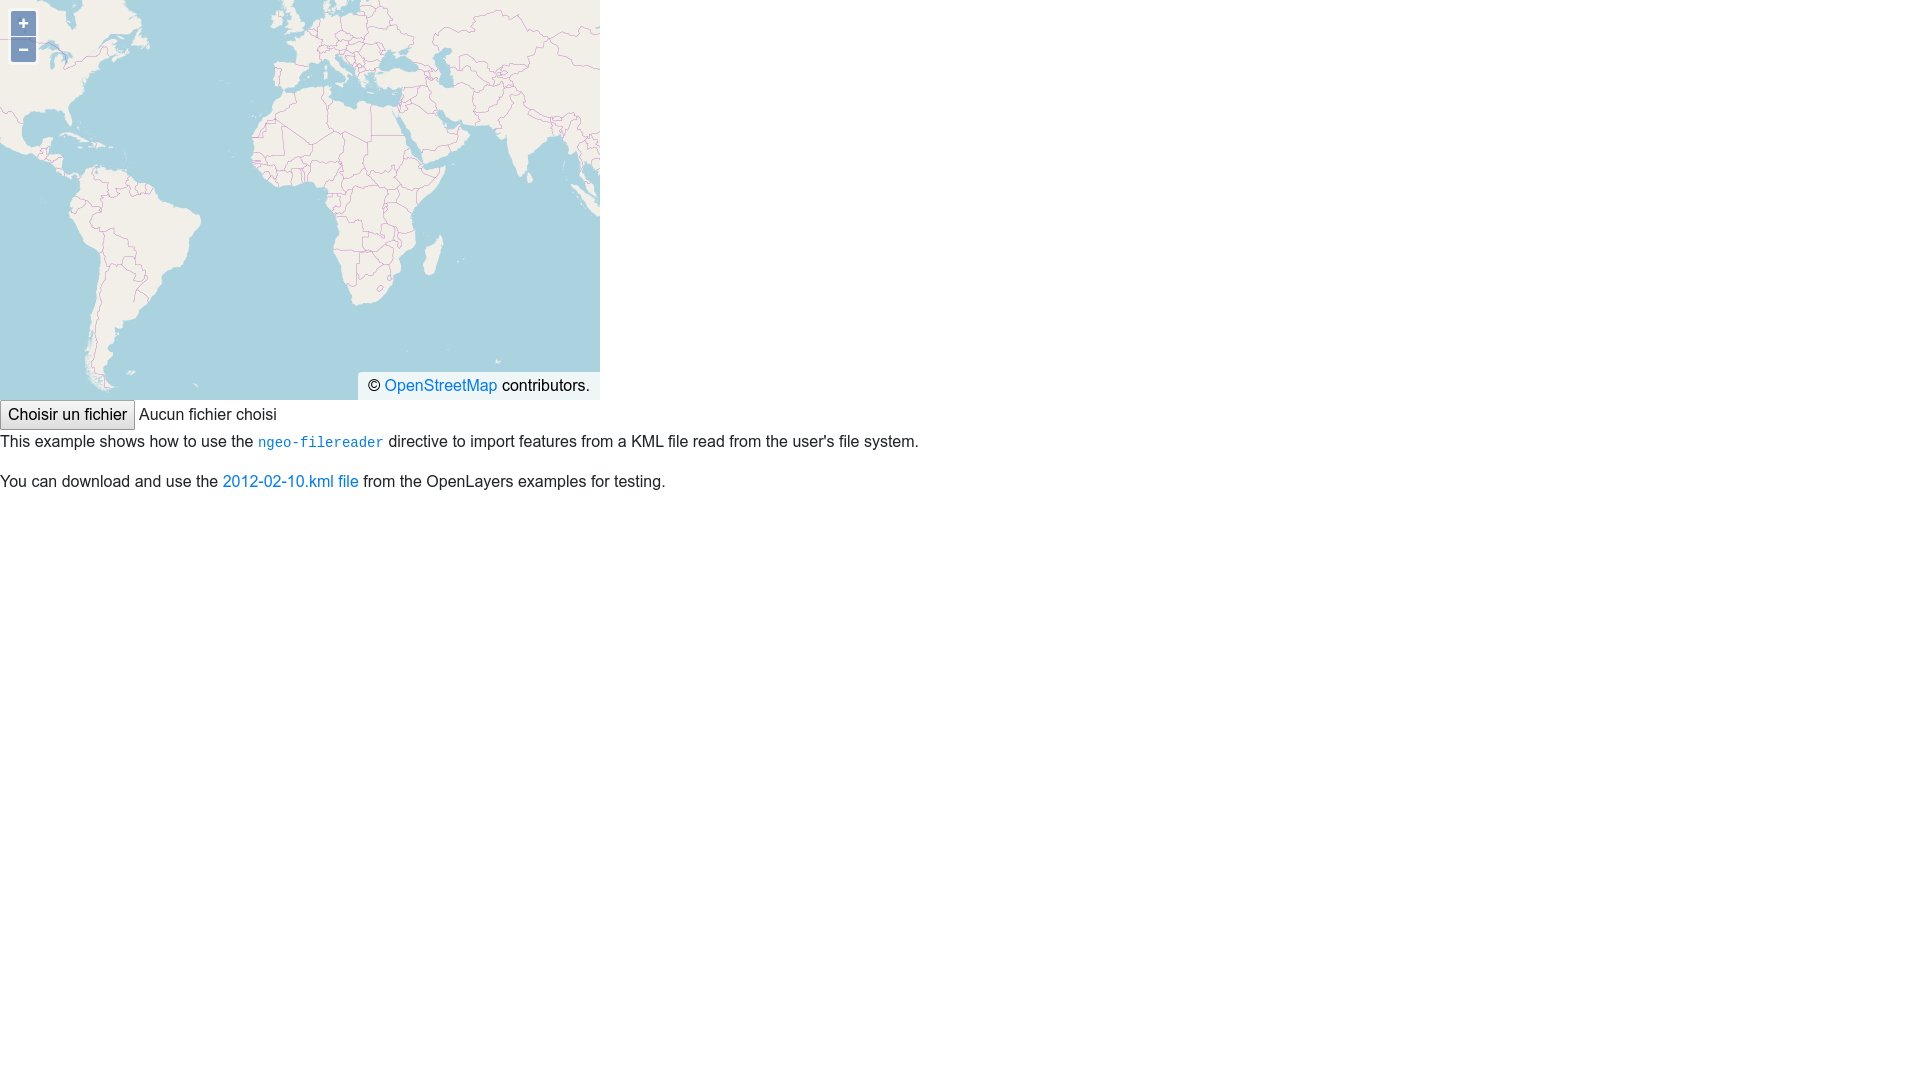 +
−
© OpenStreetMap contributors.
Choisir un fichier Aucun fichier choisi
This example shows how to use the ngeo-filereader directive to import features from a KML file read from the user's file system.
You can download and use the 2012-02-10.kml file from the OpenLayers examples for testing.